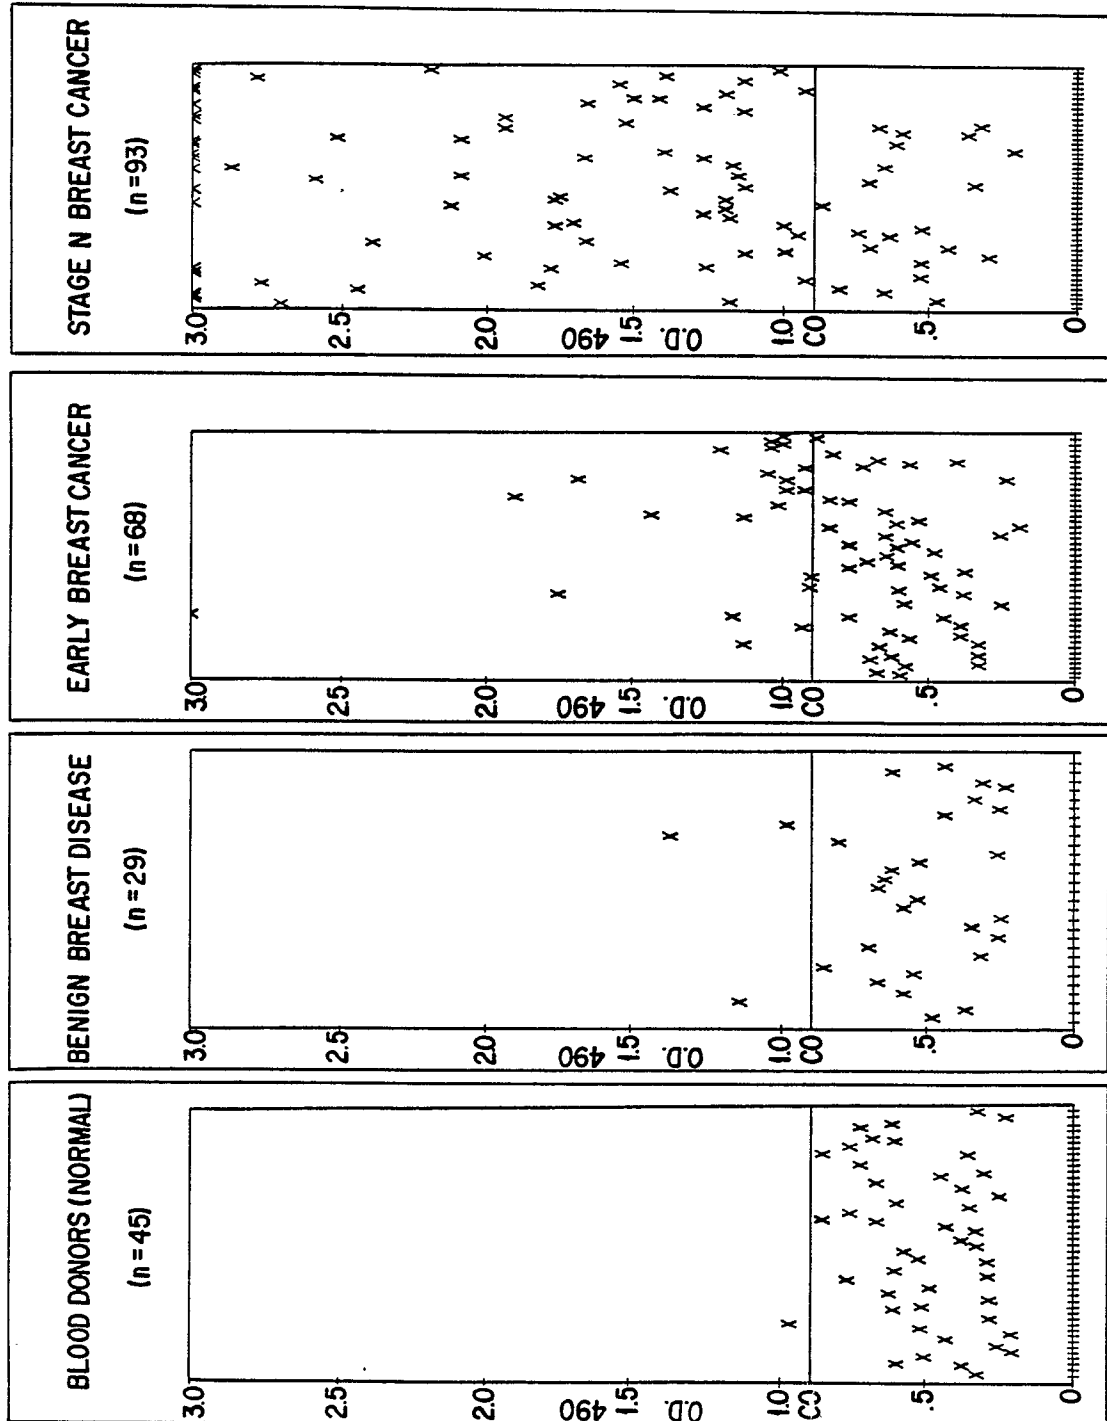 BLOOD DONORS (NORMAL)
(n=45)
3.0
2.5
2.0
1.5
O.D. 490
1.0
CO
.5
0
BENIGN BREAST DISEASE
(n=29)
3.0
2.5
2.0
1.5
O.D. 490
1.0
CO
.5
0
EARLY BREAST CANCER
(n=68)
3.0
2.5
2.0
1.5
O.D. 490
1.0
CO
.5
0
STAGE N BREAST CANCER
(n=93)
3.0
2.5
2.0
1.5
O.D. 490
1.0
CO
.5
0